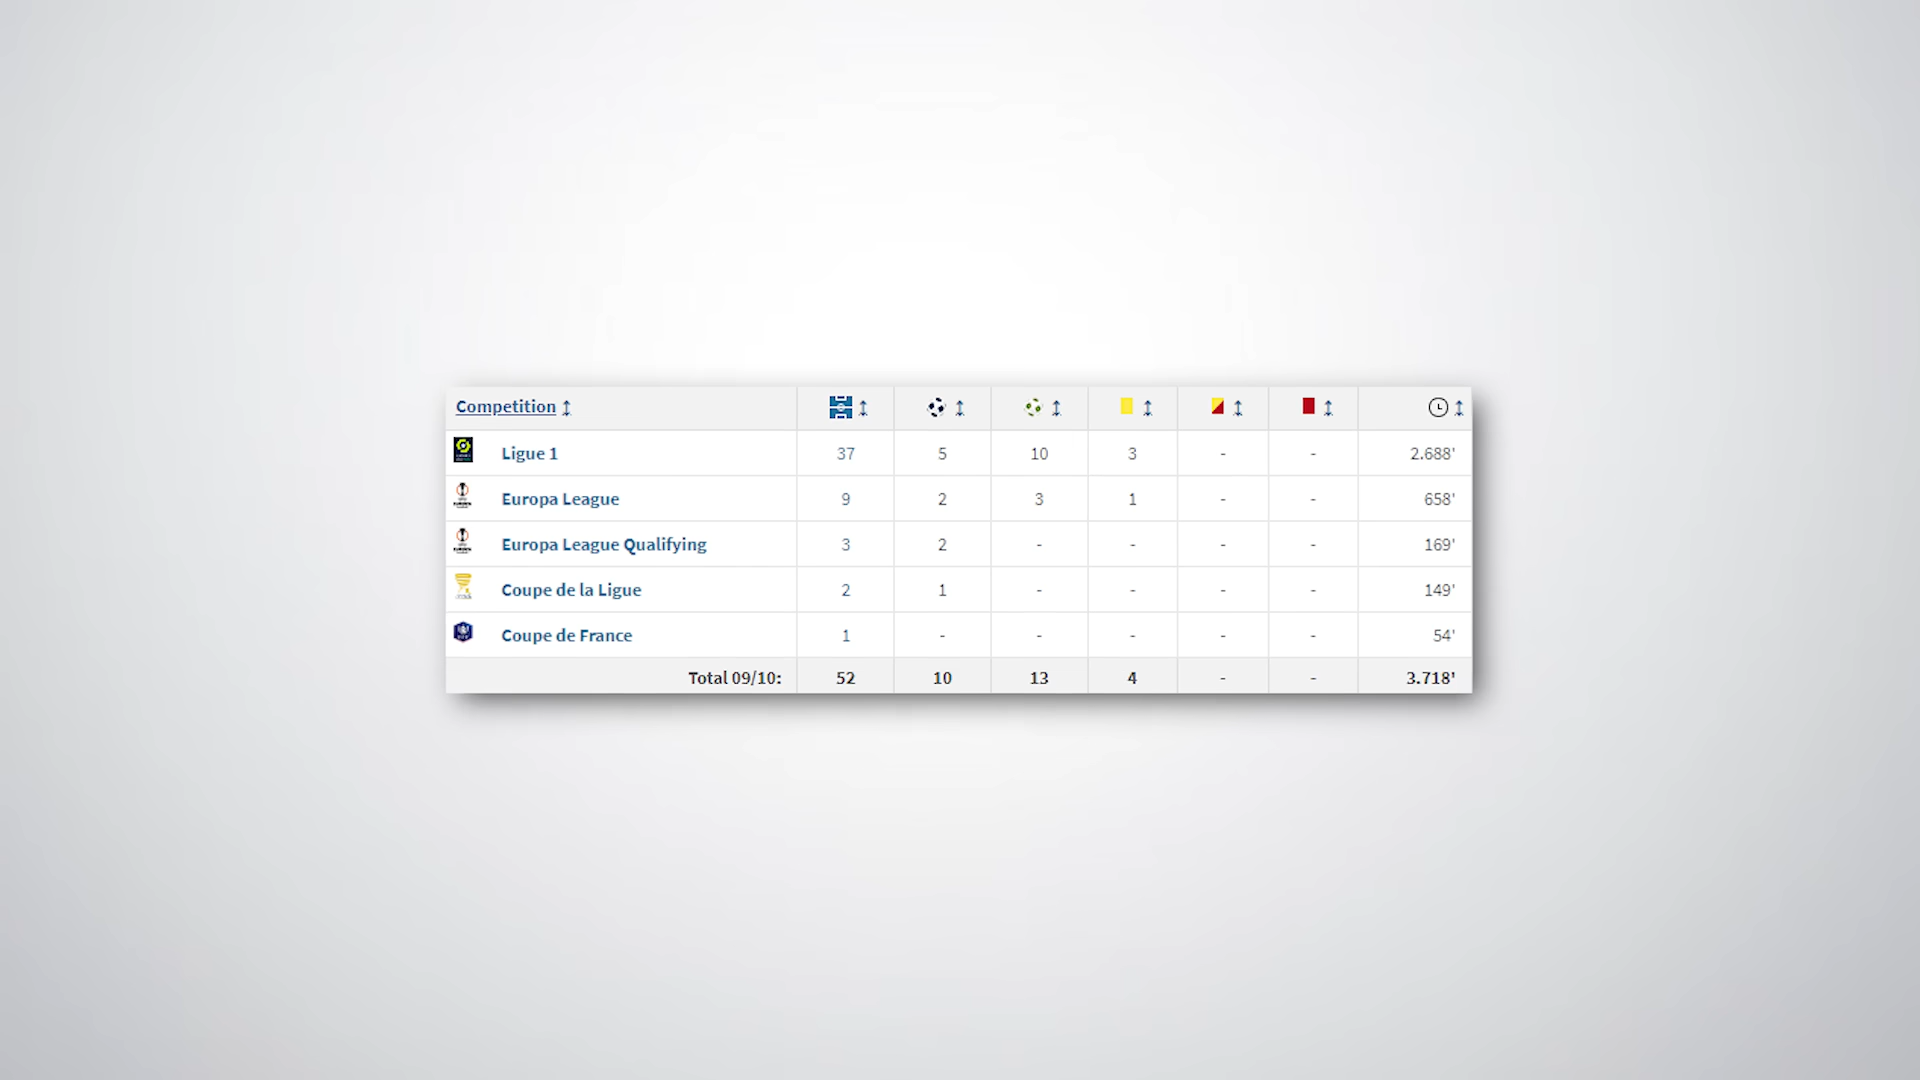 Competition
Ligue 1 37 5 10 3 - - 2.688'
Europa League 9 2 3 1 - - 658'
Europa League Qualifying 3 2 - - - - 169'
Coupe de la Ligue 2 1 - - - - 149'
Coupe de France 1 - - - - - 54'
Total 09/10: 52 10 13 4 - - 3.718'